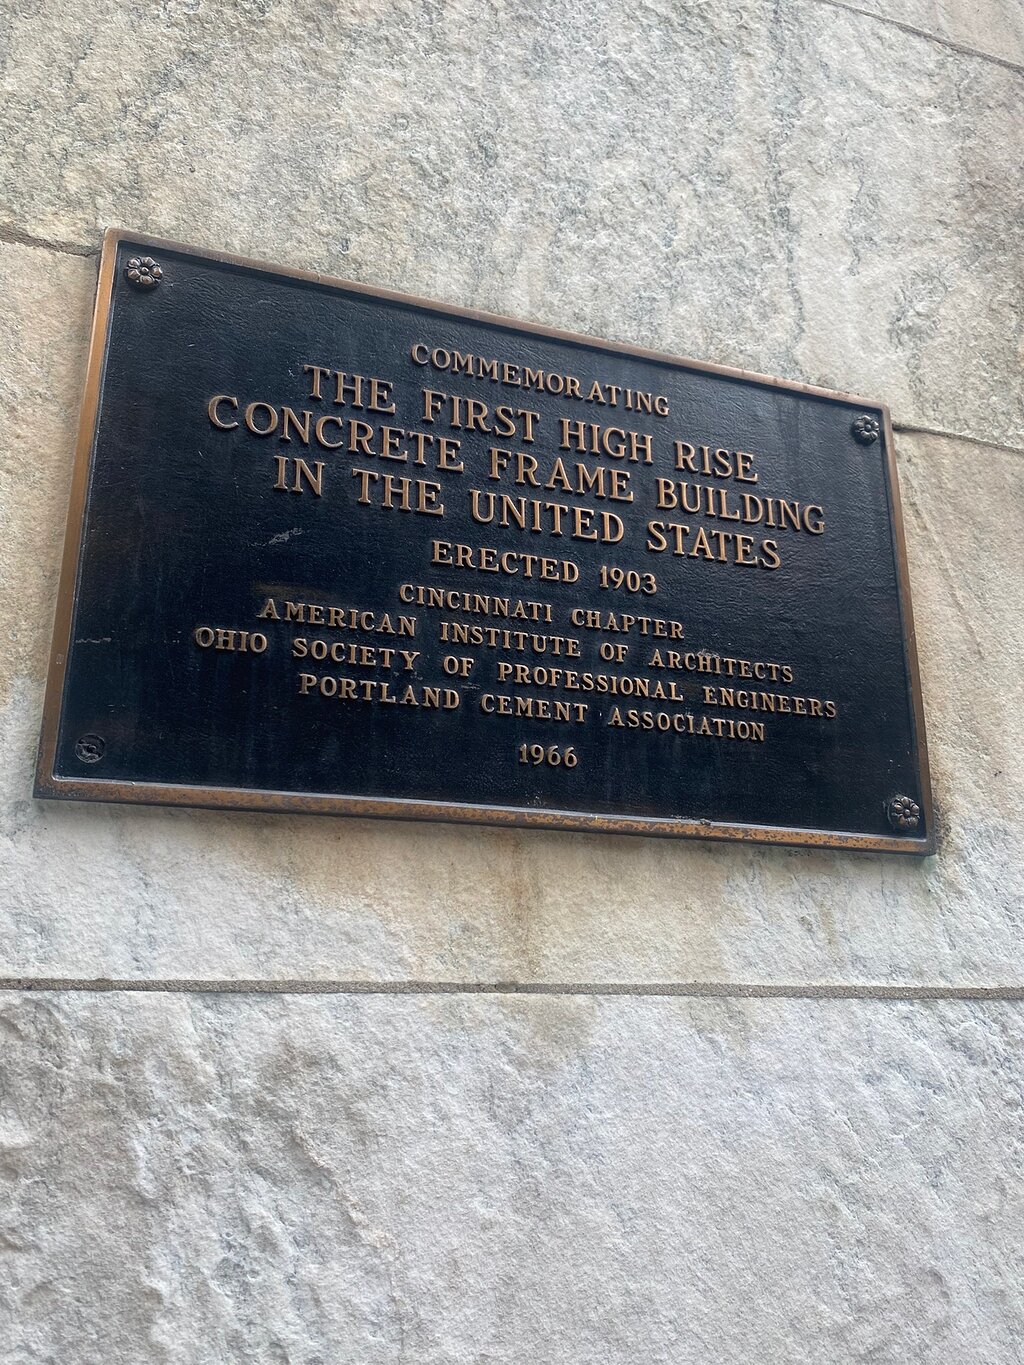 COMMEMORATING
THE FIRST HIGH RISE
CONCRETE FRAME BUILDING
IN THE UNITED STATES
ERECTED 1903
CINCINNATI CHAPTER
AMERICAN INSTITUTE OF ARCHITECTS
OHIO SOCIETY OF PROFESSIONAL ENGINEERS
PORTLAND CEMENT ASSOCIATION
1966